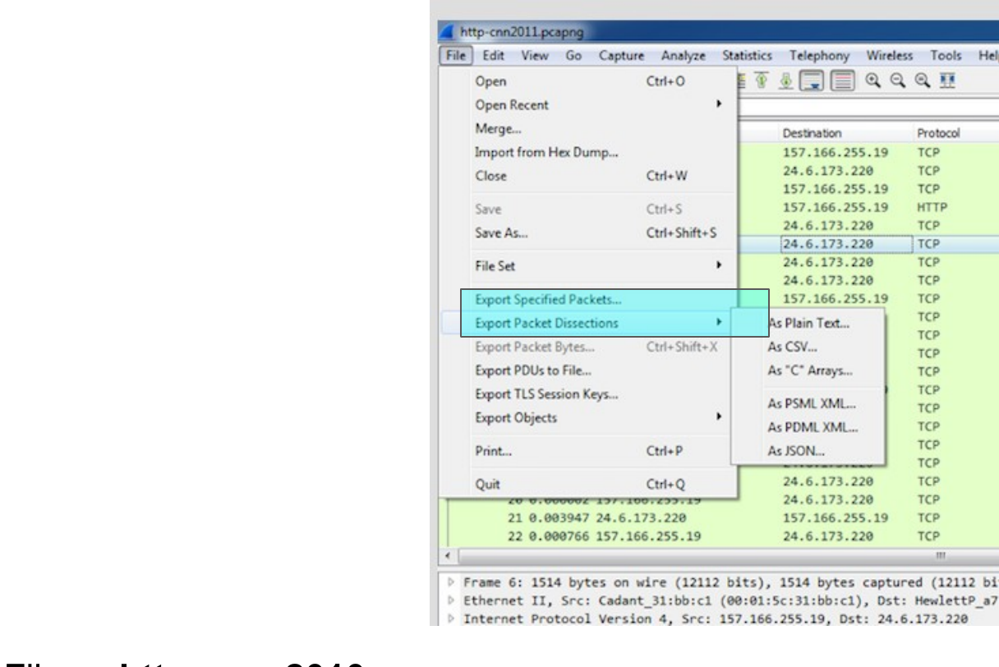 http-cnn2011.pcapng
File Edit View Go Capture Analyze Statistics Telephony Wireless Tools Hel
Open Ctrl+O
Open Recent
Merge...
Import from Hex Dump...
Close Ctrl+W
Save Ctrl+S
Save As... Ctrl+Shift+S
File Set
Export Specified Packets...
Export Packet Dissections
Export Packet Bytes... Ctrl+Shift+X
Export PDUs to File...
Export TLS Session Keys...
Export Objects
Print... Ctrl+P
Quit Ctrl+Q
As Plain Text...
As CSV...
As "C" Arrays...
As PSML XML...
As PDML XML...
As JSON...
Destination Protocol
157.166.255.19 TCP
24.6.173.220 TCP
157.166.255.19 TCP
157.166.255.19 HTTP
24.6.173.220 TCP
24.6.173.220 TCP
24.6.173.220 TCP
24.6.173.220 TCP
157.166.255.19 TCP
TCP
TCP
TCP
TCP
TCP
TCP
TCP
TCP
TCP
24.6.173.220 TCP
20 0.000002 157.166.255.19 24.6.173.220 TCP
21 0.003947 24.6.173.220 157.166.255.19 TCP
22 0.000766 157.166.255.19 24.6.173.220 TCP
Frame 6: 1514 bytes on wire (12112 bits), 1514 bytes captured (12112 bi
Ethernet II, Src: Cadant_31:bb:c1 (00:01:5c:31:bb:c1), Dst: HewlettP_a7
Internet Protocol Version 4, Src: 157.166.255.19, Dst: 24.6.173.220